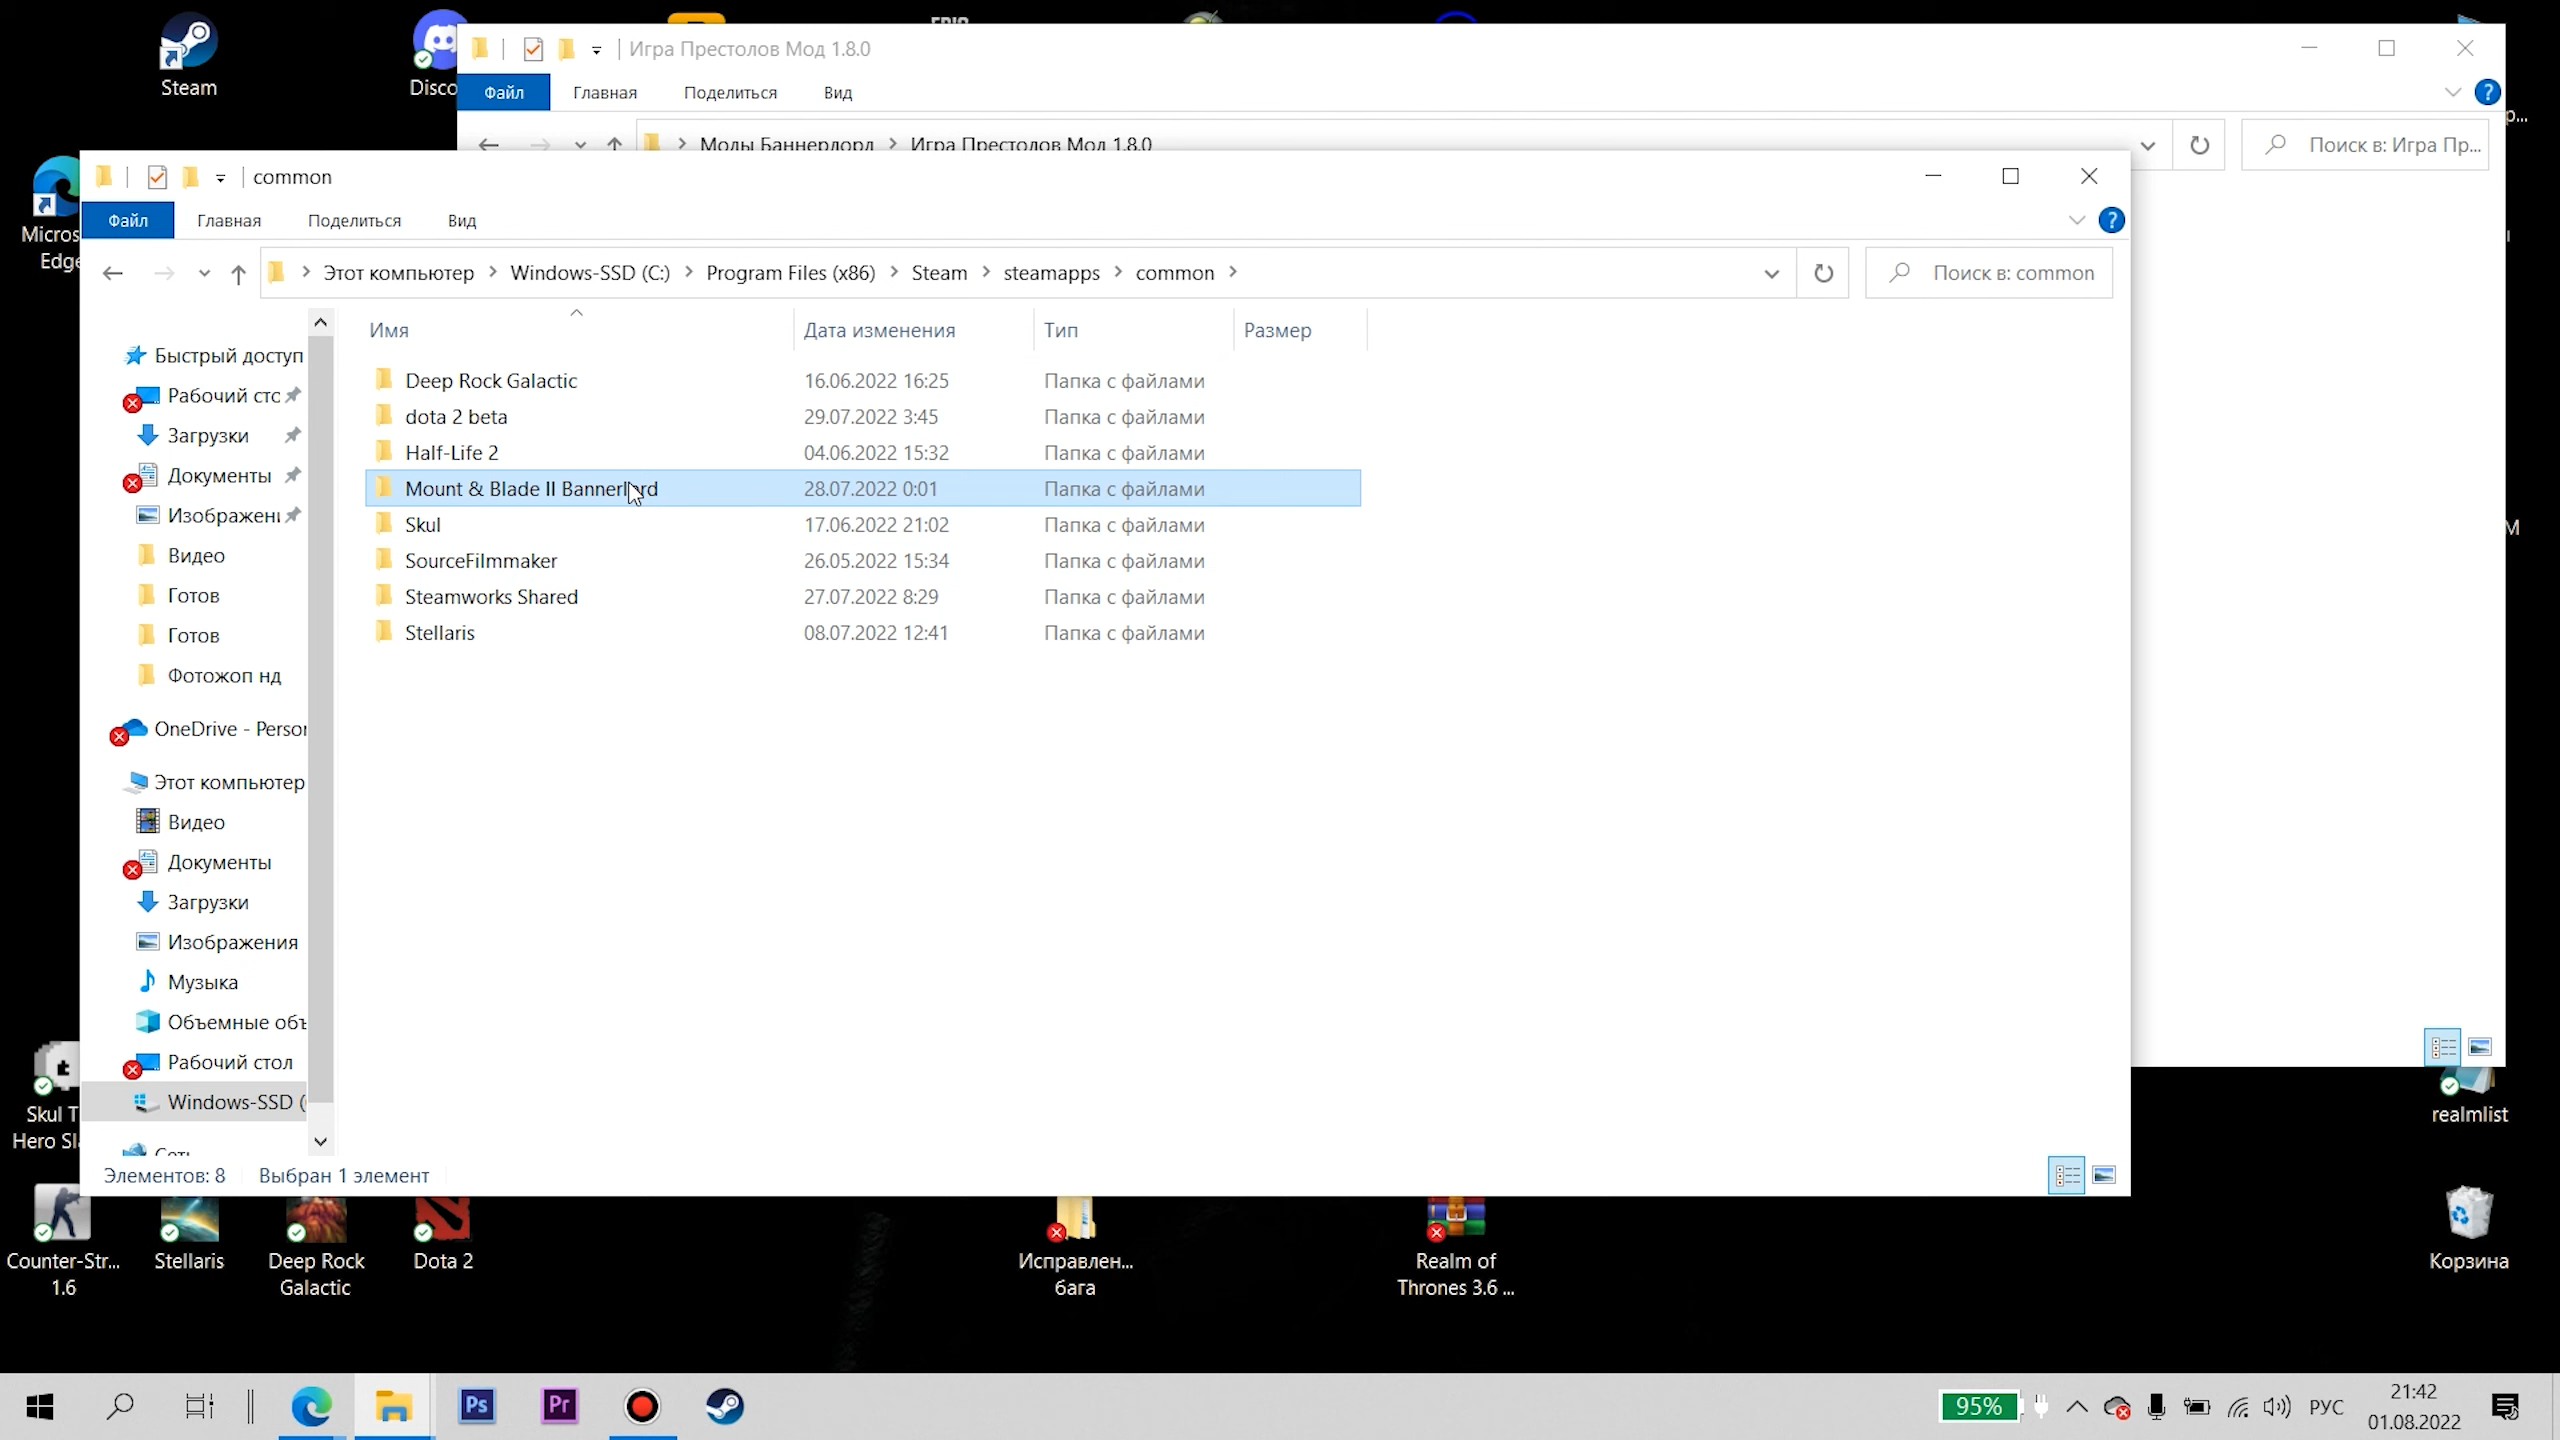 Steam
Disco
Игра Престолов Мод 1.8.0
Файл Главная Поделиться Вид
Моды Баннерлорд Игра Престолов Мод 1.8.0
Поиск в: Игра Пр...
Micros
Edge
common
Файл Главная Поделиться Вид
Этот компьютер Windows-SSD (C:) Program Files (x86) Steam steamapps common
Поиск в: common
Имя Дата изменения Тип Размер
Deep Rock Galactic 16.06.2022 16:25 Папка с файлами
dota 2 beta 29.07.2022 3:45 Папка с файлами
Half-Life 2 04.06.2022 15:32 Папка с файлами
Mount & Blade II Bannerlord 28.07.2022 0:01 Папка с файлами
Skul 17.06.2022 21:02 Папка с файлами
SourceFilmmaker 26.05.2022 15:34 Папка с файлами
Steamworks Shared 27.07.2022 8:29 Папка с файлами
Stellaris 08.07.2022 12:41 Папка с файлами
Быстрый доступ
Рабочий сто
Загрузки
Документы
Изображени
Видео
Готов
Готов
Фотожоп нд
OneDrive - Person
Этот компьютер
Видео
Документы
Загрузки
Изображения
Музыка
Объемные объ
Рабочий стол
Windows-SSD (
Сеть
Элементов: 8 Выбран 1 элемент
Skul T
Hero Sla
realmlist
Counter-Str...
1.6
Stellaris
Deep Rock
Galactic
Dota 2
Исправлен...
бага
Realm of
Thrones 3.6 ...
Корзина
Ps
Pr
95%
РУС
21:42
01.08.2022